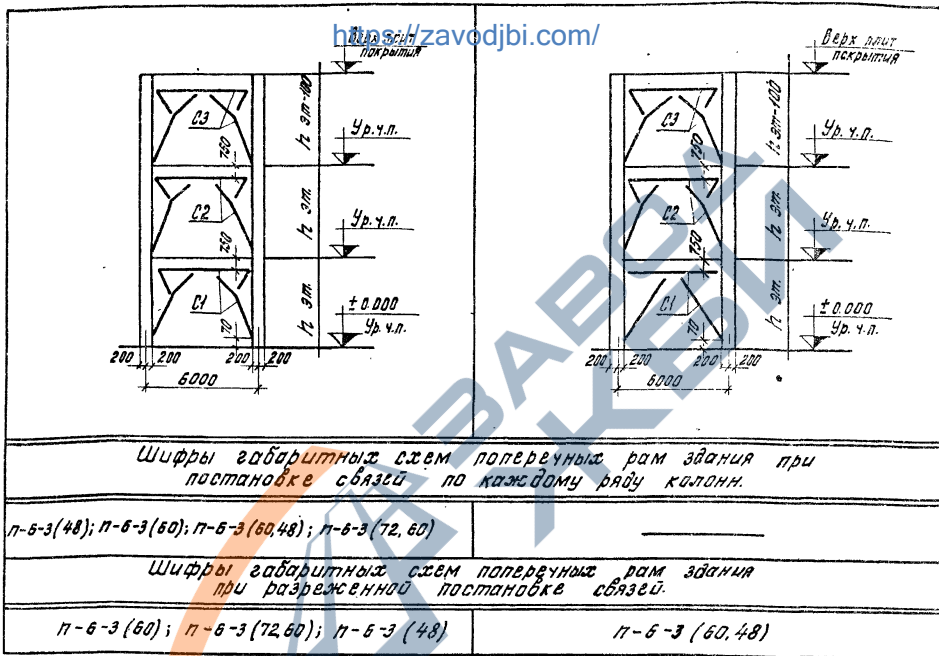 https://zavodjbi.com/
Верх плит
покрытия
h эт-100
С3
750
Ур.ч.п.
С2
h эт.
750
Ур.ч.п.
С1
h эт.
70
± 0.000
Ур.ч.п.
200 200 200 200
6000
Верх плит
покрытия
h эт-100
С3
750
Ур.ч.п.
С2
h эт.
750
Ур.ч.п.
С1
h эт.
70
± 0.000
Ур.ч.п.
200 200 200 200
6000
ЗАВОД
ЖБИ
Шифры габаритных схем поперечных рам здания при
постановке связей по каждому ряду колонн.
п-6-3(48); п-6-3(60); п-6-3(60,48); п-6-3(72,60)
Шифры габаритных схем поперечных рам здания
при разреженной постановке связей.
п-6-3(60); п-6-3(72,60); п-6-3(48)
п-6-3(60,48)